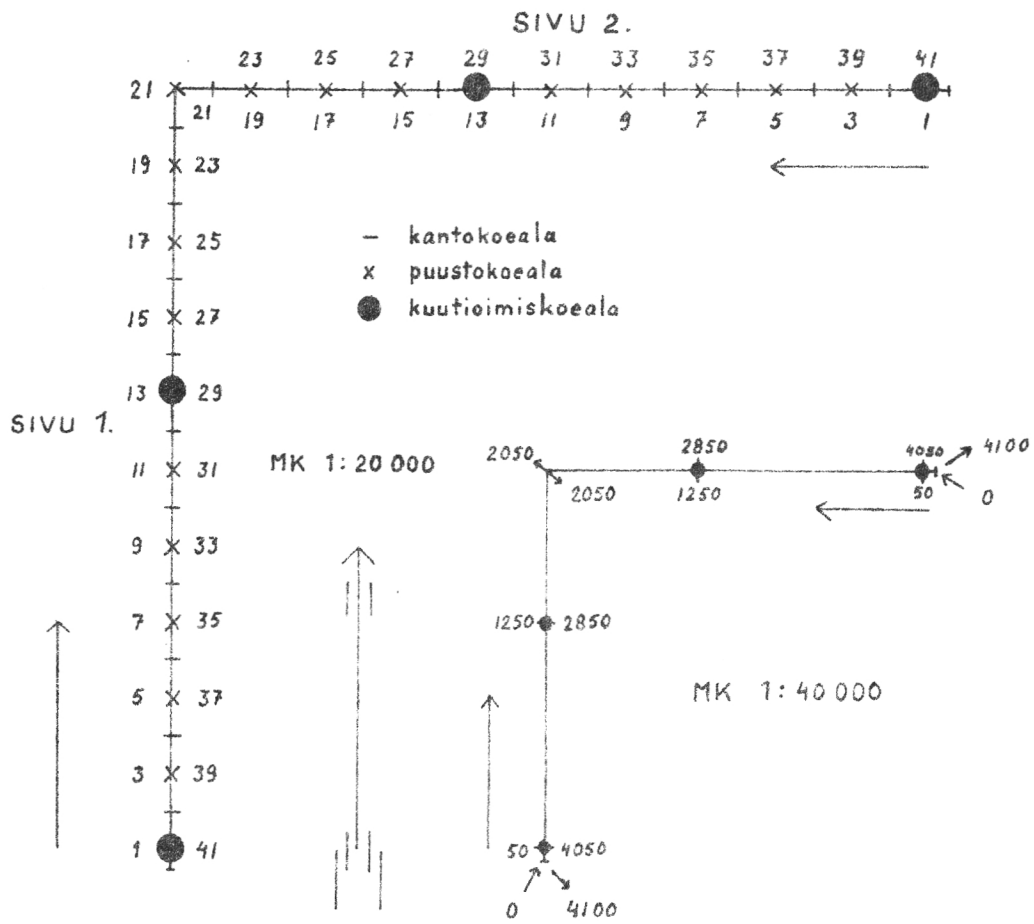 SIVU 2.
23 25 27 29 31 33 35 37 39 41
21
21 19 17 15 13 11 9 7 5 3 1
19 23
17 25
– kantokoeala
x puustokoeala
● kuutioimiskoeala
15 27
13 29
SIVU 1.
11 31
MK 1:20 000
9 33
7 35
5 37
3 39
1 41
2050 2850 4050 4100
2050 1250 50 0
1250 2850
MK 1:40 000
50 4050
0 4100